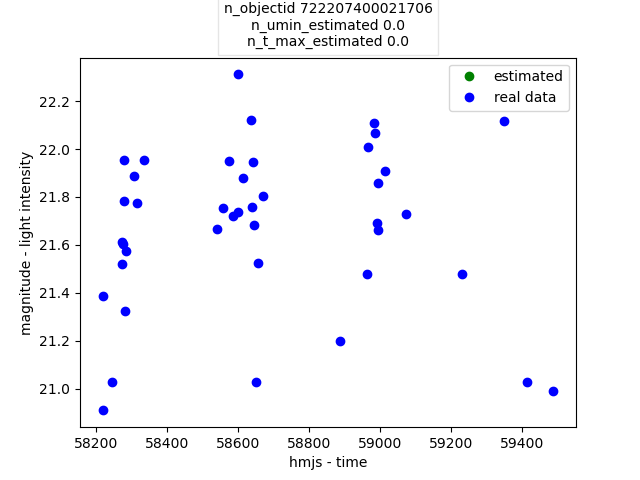 n_objectid 722207400021706
n_umin_estimated 0.0
n_t_max_estimated 0.0
estimated
real data
magnitude - light intensity
22.2
22.0
21.8
21.6
21.4
21.2
21.0
58200 58400 58600 58800 59000 59200 59400
hmjs - time